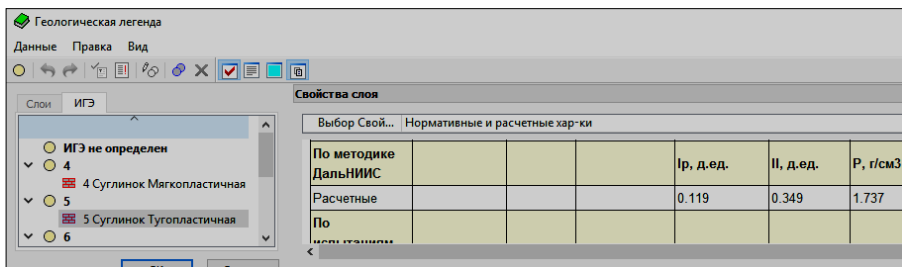 Геологическая легенда
Данные Правка Вид
Слои ИГЭ
ИГЭ не определен
4
4 Суглинок Мягкопластичная
5
5 Суглинок Тугопластичная
6
Свойства слоя
Выбор Свой... Нормативные и расчетные хар-ки
По методике ДальНИИС Ip, д.ед. Il, д.ед. P, г/см3
Расчетные 0.119 0.349 1.737
По
испытаниям